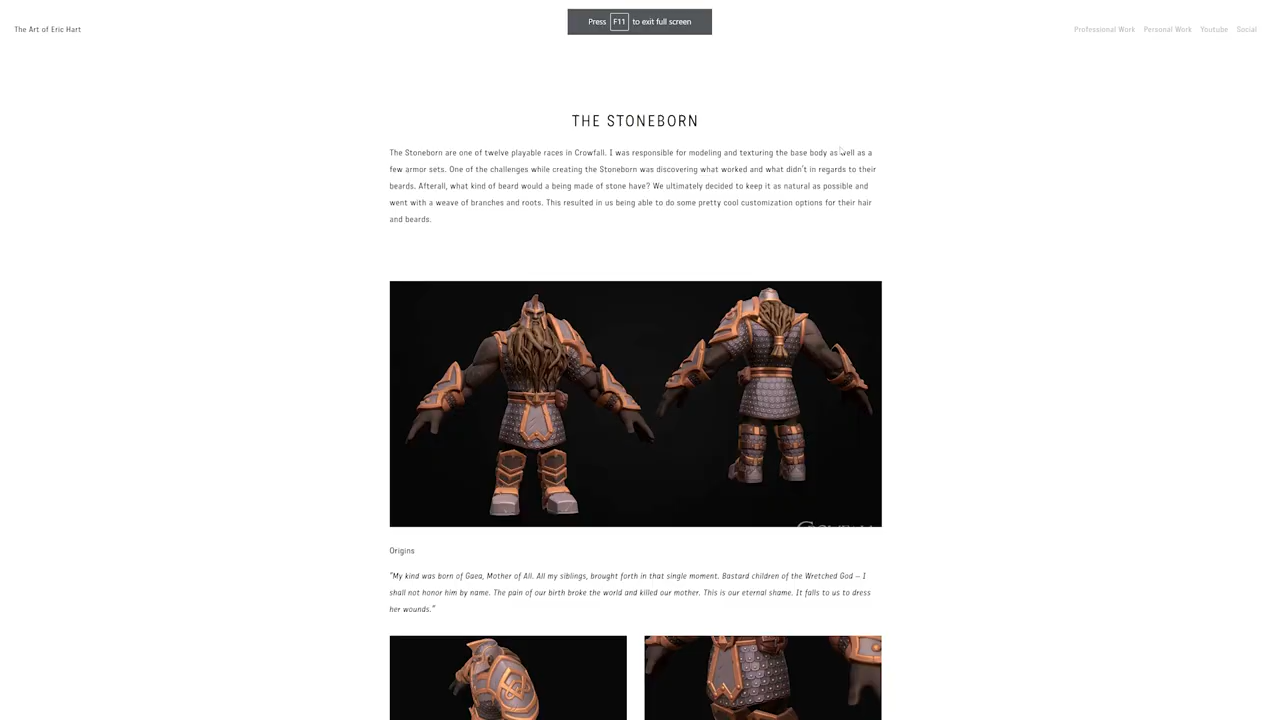 Press F11 to exit full screen
The Art of Eric Hart
Professional Work Personal Work Youtube Social
THE STONEBORN
The Stoneborn are one of twelve playable races in Crowfall. I was responsible for modeling and texturing the base body as well as a
few armor sets. One of the challenges while creating the Stoneborn was discovering what worked and what didn't in regards to their
beards. Afterall, what kind of beard would a being made of stone have? We ultimately decided to keep it as natural as possible and
went with a weave of branches and roots. This resulted in us being able to do some pretty cool customization options for their hair
and beards.
Origins
"My kind was born of Gaea, Mother of All. All my siblings, brought forth in that single moment. Bastard children of the Wretched God – I
shall not honor him by name. The pain of our birth broke the world and killed our mother. This is our eternal shame. It falls to us to dress
her wounds."